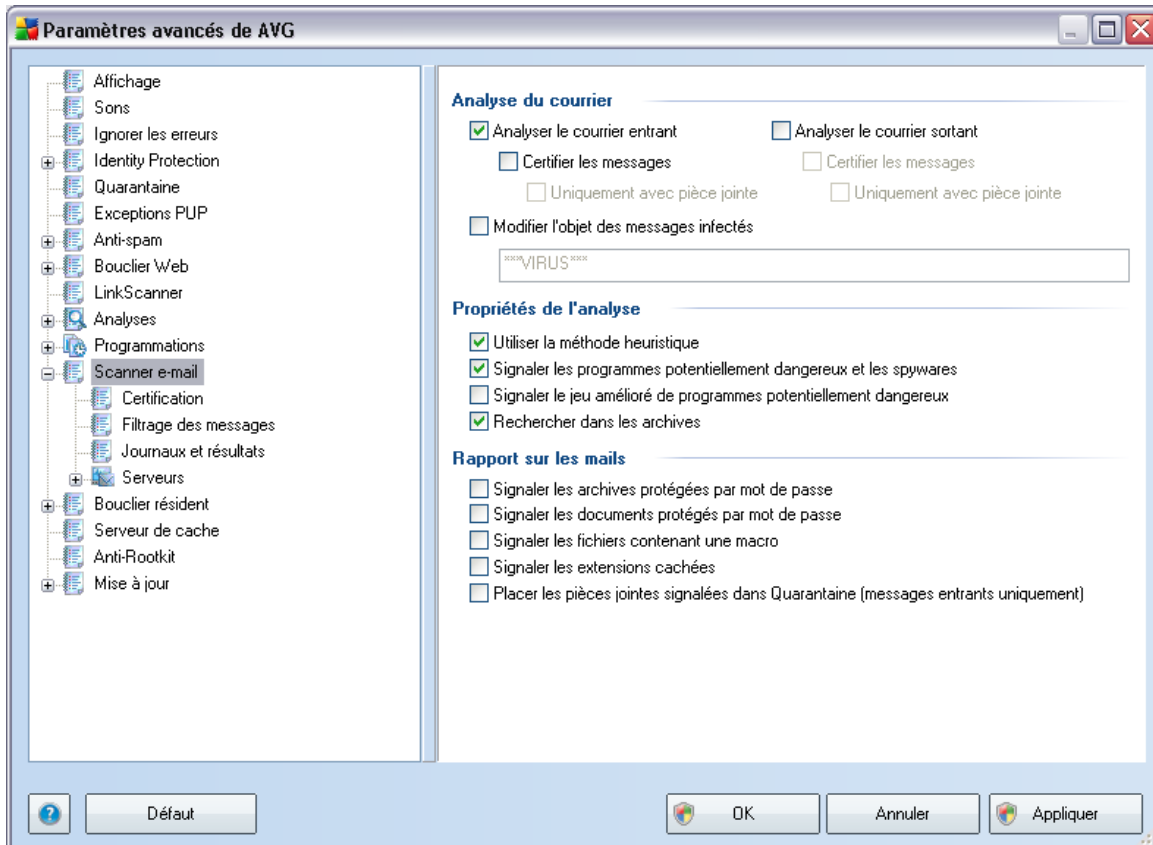 Paramètres avancés de AVG
Affichage
Sons
Ignorer les erreurs
Identity Protection
Quarantaine
Exceptions PUP
Anti-spam
Bouclier Web
LinkScanner
Analyses
Programmations
Scanner e-mail
Certification
Filtrage des messages
Journaux et résultats
Serveurs
Bouclier résident
Serveur de cache
Anti-Rootkit
Mise à jour
Analyse du courrier
Analyser le courrier entrant Analyser le courrier sortant
Certifier les messages Certifier les messages
Uniquement avec pièce jointe Uniquement avec pièce jointe
Modifier l'objet des messages infectés
***VIRUS***
Propriétés de l'analyse
Utiliser la méthode heuristique
Signaler les programmes potentiellement dangereux et les spywares
Signaler le jeu amélioré de programmes potentiellement dangereux
Rechercher dans les archives
Rapport sur les mails
Signaler les archives protégées par mot de passe
Signaler les documents protégés par mot de passe
Signaler les fichiers contenant une macro
Signaler les extensions cachées
Placer les pièces jointes signalées dans Quarantaine (messages entrants uniquement)
? Défaut OK Annuler Appliquer